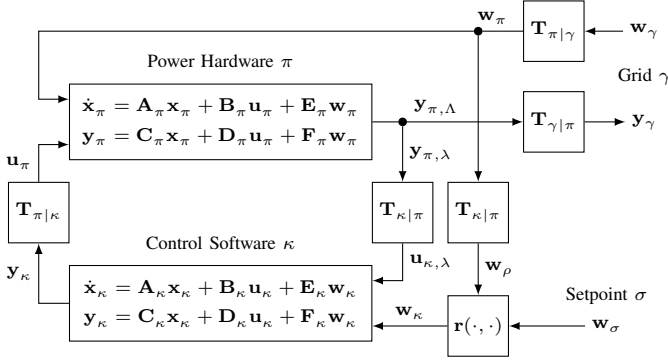 w_π
T_π|γ
w_γ
Power Hardware π
Grid γ
ẋ_π = A_π x_π + B_π u_π + E_π w_π
y_π = C_π x_π + D_π u_π + F_π w_π
y_π,Λ
T_γ|π
y_γ
u_π
y_π,λ
T_π|κ
T_κ|π
T_κ|π
Control Software κ
u_κ,λ
w_ρ
y_κ
ẋ_κ = A_κ x_κ + B_κ u_κ + E_κ w_κ
y_κ = C_κ x_κ + D_κ u_κ + F_κ w_κ
w_κ
r(·, ·)
Setpoint σ
w_σ